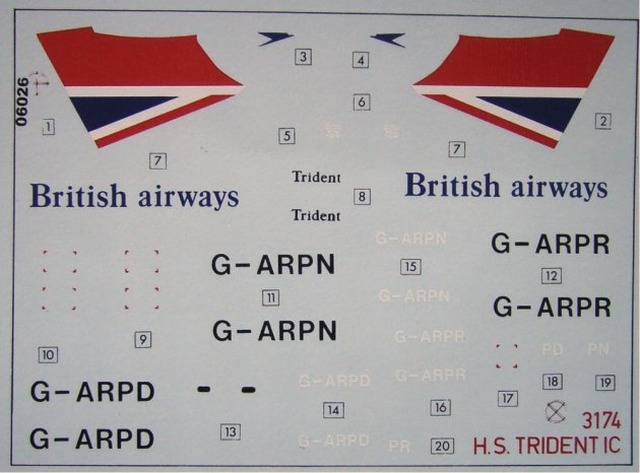 3
4
06026
6
1
2
5
7
7
Trident
British airways
8
British airways
Trident
G-ARPN
G-ARPR
G-ARPN
15
12
11
G-ARPN
G-ARPR
G-ARPN
G-ARPR
9
PD
PN
10
G-ARPD
G-ARPR
18
19
G-ARPD
17
14
16
3174
13
G-ARPD
G-ARPD
PR
20
H.S. TRIDENT IC